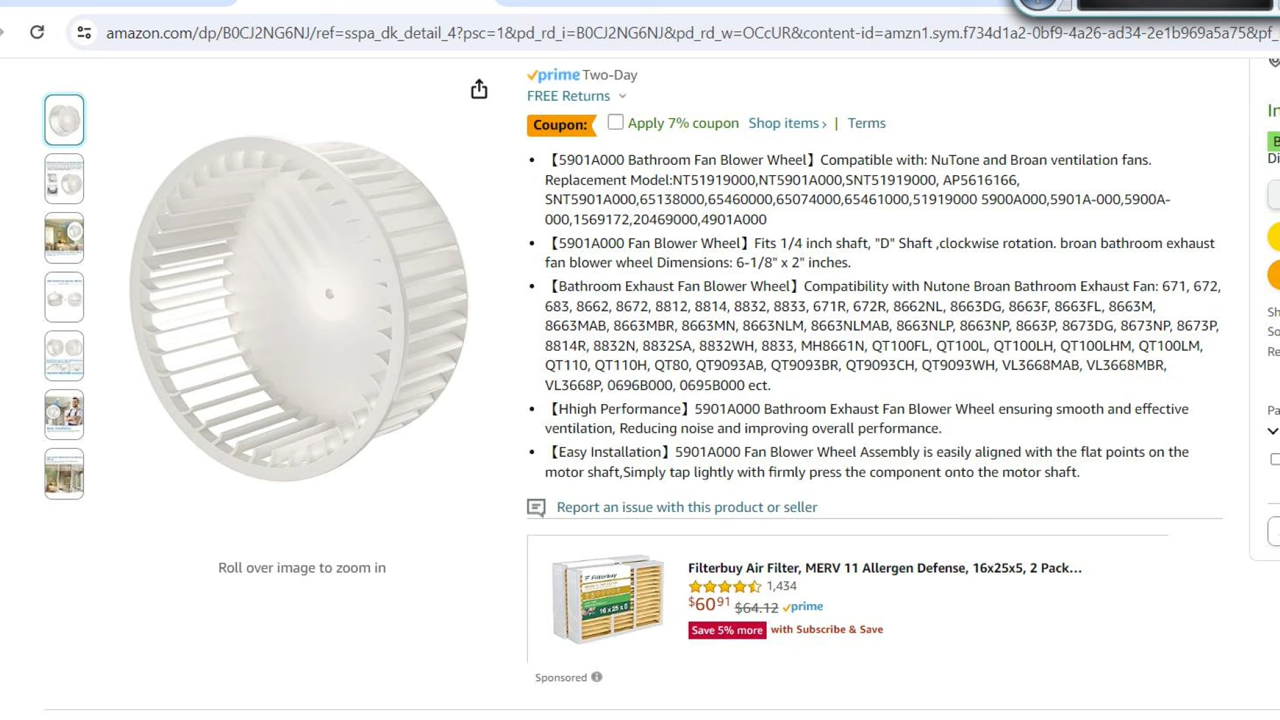 amazon.com/dp/B0CJ2NG6NJ/ref=sspa_dk_detail_4?psc=1&pd_rd_i=B0CJ2NG6NJ&pd_rd_w=OCcUR&content-id=amzn1.sym.f734d1a2-0bf9-4a26-ad34-2e1b969a5a75&pf_
prime Two-Day
FREE Returns
Coupon: Apply 7% coupon Shop items › | Terms
• 【5901A000 Bathroom Fan Blower Wheel】Compatible with: NuTone and Broan ventilation fans.
Replacement Model:NT51919000,NT5901A000,SNT51919000, AP5616166,
SNT5901A000,65138000,65460000,65074000,65461000,51919000 5900A000,5901A-000,5900A-
000,1569172,20469000,4901A000
• 【5901A000 Fan Blower Wheel】Fits 1/4 inch shaft, "D" Shaft ,clockwise rotation. broan bathroom exhaust
fan blower wheel Dimensions: 6-1/8" x 2" inches.
• 【Bathroom Exhaust Fan Blower Wheel】Compatibility with Nutone Broan Bathroom Exhaust Fan: 671, 672,
683, 8662, 8672, 8812, 8814, 8832, 8833, 671R, 672R, 8662NL, 8663DG, 8663F, 8663FL, 8663M,
8663MAB, 8663MBR, 8663MN, 8663NLM, 8663NLMAB, 8663NLP, 8663NP, 8663P, 8673DG, 8673NP, 8673P,
8814R, 8832N, 8832SA, 8832WH, 8833, MH8661N, QT100FL, QT100L, QT100LH, QT100LHM, QT100LM,
QT110, QT110H, QT80, QT9093AB, QT9093BR, QT9093CH, QT9093WH, VL3668MAB, VL3668MBR,
VL3668P, 0696B000, 0695B000 ect.
• 【Hhigh Performance】5901A000 Bathroom Exhaust Fan Blower Wheel ensuring smooth and effective
ventilation, Reducing noise and improving overall performance.
• 【Easy Installation】5901A000 Fan Blower Wheel Assembly is easily aligned with the flat points on the
motor shaft,Simply tap lightly with firmly press the component onto the motor shaft.
Report an issue with this product or seller
Roll over image to zoom in
Filterbuy
16 x 25 x 5
Filterbuy Air Filter, MERV 11 Allergen Defense, 16x25x5, 2 Pack...
1,434
$60 91 $64.12 prime
Save 5% more with Subscribe & Save
Sponsored